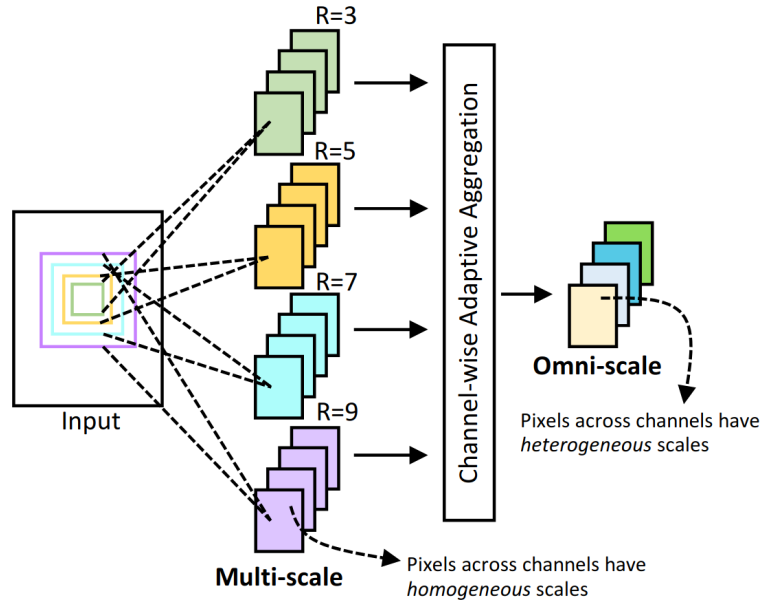 R=3
R=5
R=7
R=9
Input
Multi-scale
Channel-wise Adaptive Aggregation
Omni-scale
Pixels across channels have
heterogeneous scales
Pixels across channels have
homogeneous scales